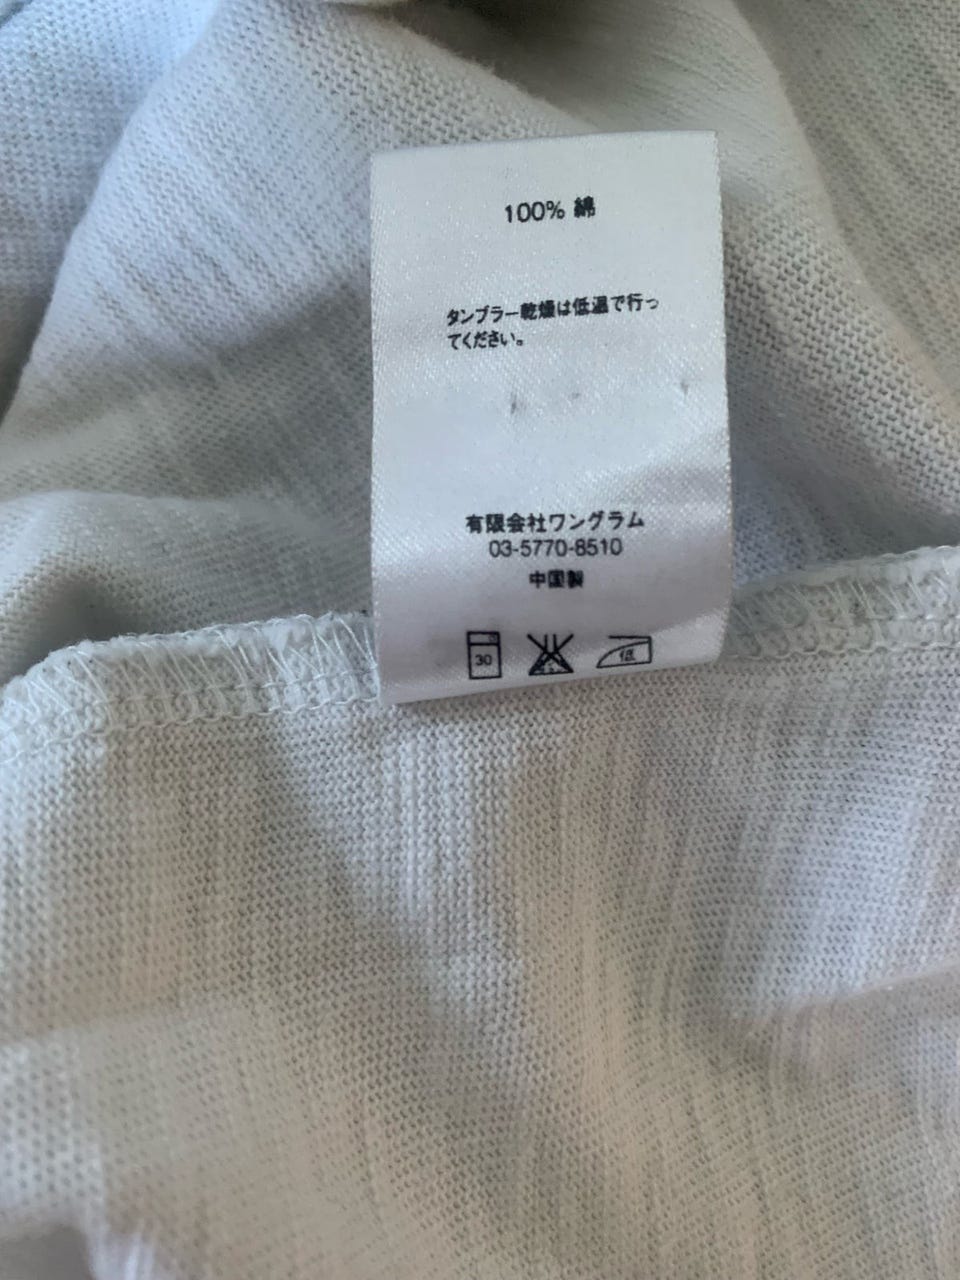 100% 綿
タンブラー乾燥は低温で行っ
てください。
有限会社ワングラム
03-5770-8510
中国製
30
低